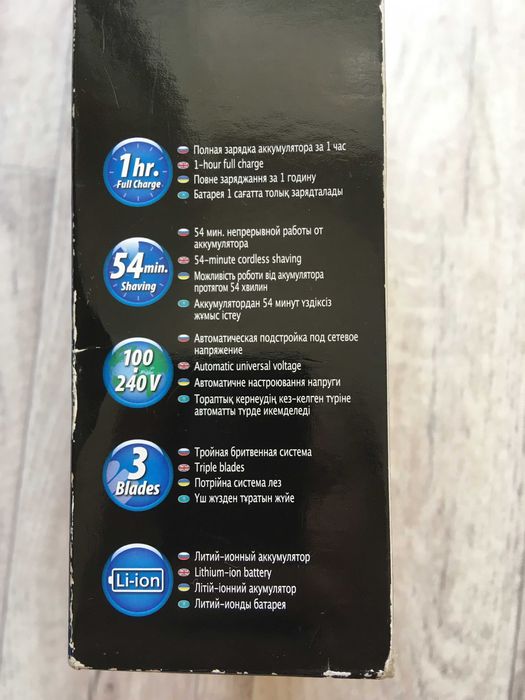 1 hr.
Full Charge
Полная зарядка аккумулятора за 1 час
1-hour full charge
Повне заряджання за 1 годину
Батарея 1 сағатта толық зарядталады
54 min.
Shaving
54 мин. непрерывной работы от
аккумулятора
54-minute cordless shaving
Можливість роботи від акумулятора
протягом 54 хвилин
Аккумулятордан 54 минут үздіксіз
жұмыс істеу
100
-240V
Автоматическая подстройка под сетевое
напряжение
Automatic universal voltage
Автоматичне настроювання напруги
Тораптық кернеудің кез-келген түріне
автоматты түрде икемделеді
3
Blades
Тройная бритвенная система
Triple blades
Потрійна система лез
Үш жүзден тұратын жүйе
Li-ion
Литий-ионный аккумулятор
Lithium-ion battery
Літій-іонний акумулятор
Литий-ионды батарея